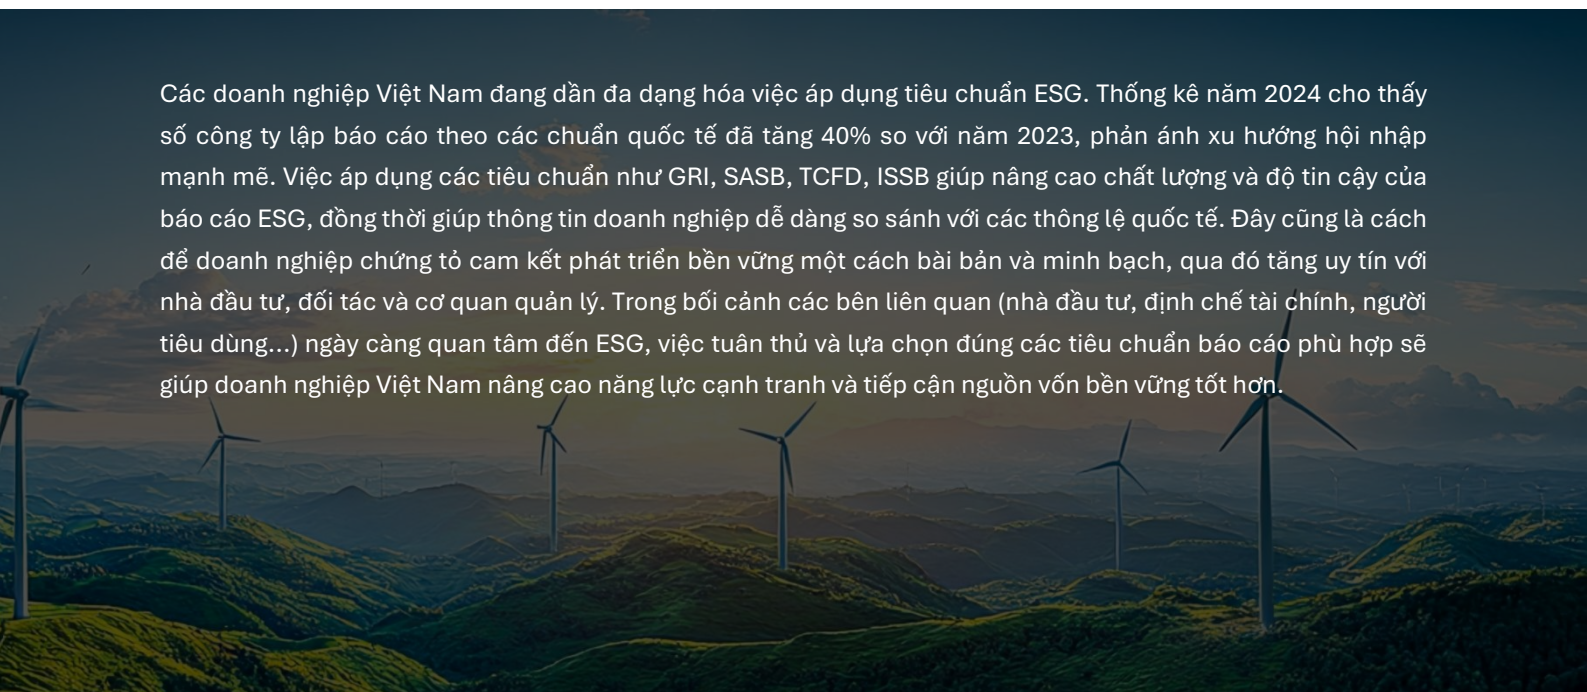 Các doanh nghiệp Việt Nam đang dần đa dạng hóa việc áp dụng tiêu chuẩn ESG. Thống kê năm 2024 cho thấy
số công ty lập báo cáo theo các chuẩn quốc tế đã tăng 40% so với năm 2023, phản ánh xu hướng hội nhập
mạnh mẽ. Việc áp dụng các tiêu chuẩn như GRI, SASB, TCFD, ISSB giúp nâng cao chất lượng và độ tin cậy của
báo cáo ESG, đồng thời giúp thông tin doanh nghiệp dễ dàng so sánh với các thông lệ quốc tế. Đây cũng là cách
để doanh nghiệp chứng tỏ cam kết phát triển bền vững một cách bài bản và minh bạch, qua đó tăng uy tín với
nhà đầu tư, đối tác và cơ quan quản lý. Trong bối cảnh các bên liên quan (nhà đầu tư, định chế tài chính, người
tiêu dùng...) ngày càng quan tâm đến ESG, việc tuân thủ và lựa chọn đúng các tiêu chuẩn báo cáo phù hợp sẽ
giúp doanh nghiệp Việt Nam nâng cao năng lực cạnh tranh và tiếp cận nguồn vốn bền vững tốt hơn.